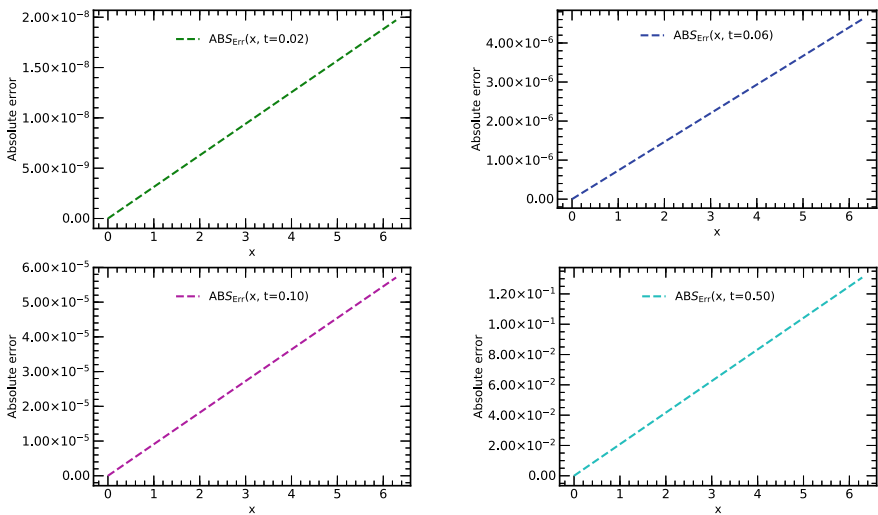 2.00×10⁻⁸
1.50×10⁻⁸
1.00×10⁻⁸
5.00×10⁻⁹
0.00
Absolute error
ABS_Err(x, t=0.02)
0 1 2 3 4 5 6
x
4.00×10⁻⁶
3.00×10⁻⁶
2.00×10⁻⁶
1.00×10⁻⁶
0.00
Absolute error
ABS_Err(x, t=0.06)
0 1 2 3 4 5 6
x
6.00×10⁻⁵
5.00×10⁻⁵
4.00×10⁻⁵
3.00×10⁻⁵
2.00×10⁻⁵
1.00×10⁻⁵
0.00
Absolute error
ABS_Err(x, t=0.10)
0 1 2 3 4 5 6
x
1.20×10⁻¹
1.00×10⁻¹
8.00×10⁻²
6.00×10⁻²
4.00×10⁻²
2.00×10⁻²
0.00
Absolute error
ABS_Err(x, t=0.50)
0 1 2 3 4 5 6
x